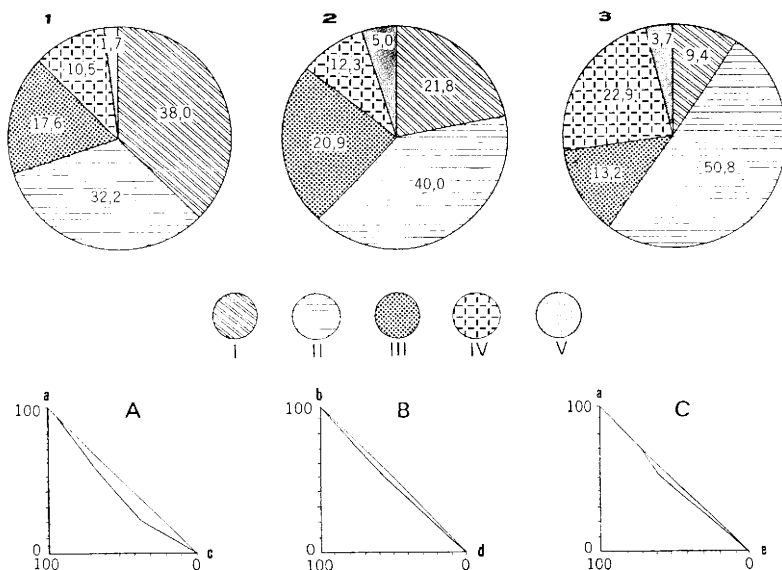 1 2 3
1,7 5,0 3,7
10,5 12,3 9,4
38,0 21,8 22,9
17,6 20,9 50,8
32,2 40,0 13,2
I II III IV V
a A b B a C
100 100 100
0 c 0 d 0 e
100 0 100 0 100 0